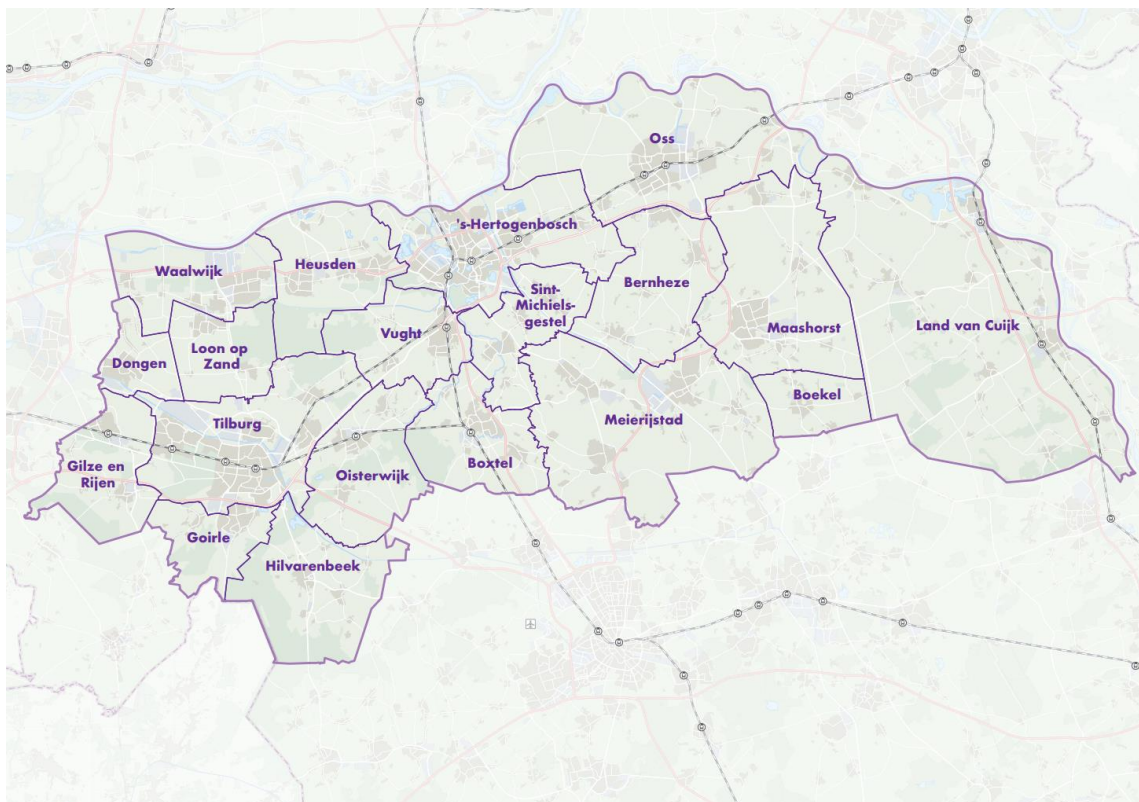 Oss
's-Hertogenbosch
Waalwijk
Heusden
Sint-
Michiels-
gestel
Bernheze
Vught
Maashorst
Land van Cuijk
Loon op
Zand
Dongen
Boekel
Tilburg
Meierijstad
Gilze en
Rijen
Oisterwijk
Boxtel
Goirle
Hilvarenbeek